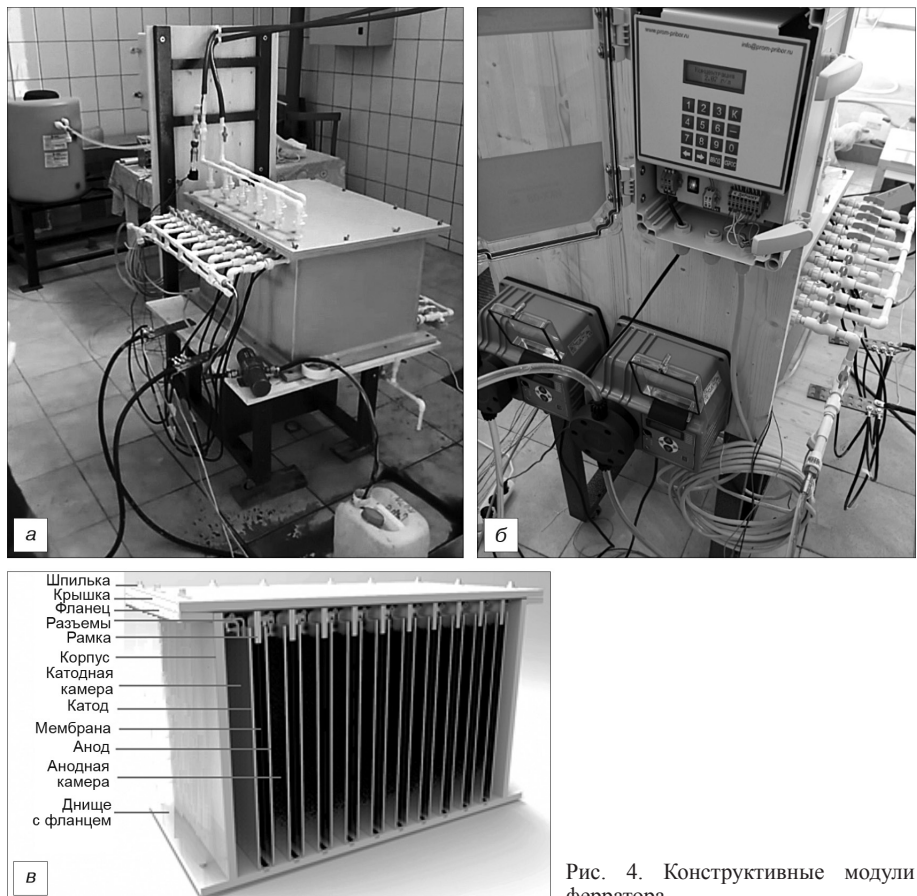 www.prom-pribor.ru
info@prom-pribor.ru
1 2 3 K
4 5 6 –
7 8 9 0
а
б
Шпилька
Крышка
Фланец
Разъемы
Рамка
Корпус
Катодная
камера
Катод
Мембрана
Анод
Анодная
камера
Днище
с фланцем
в
Рис. 4. Конструктивные модули
ферратора